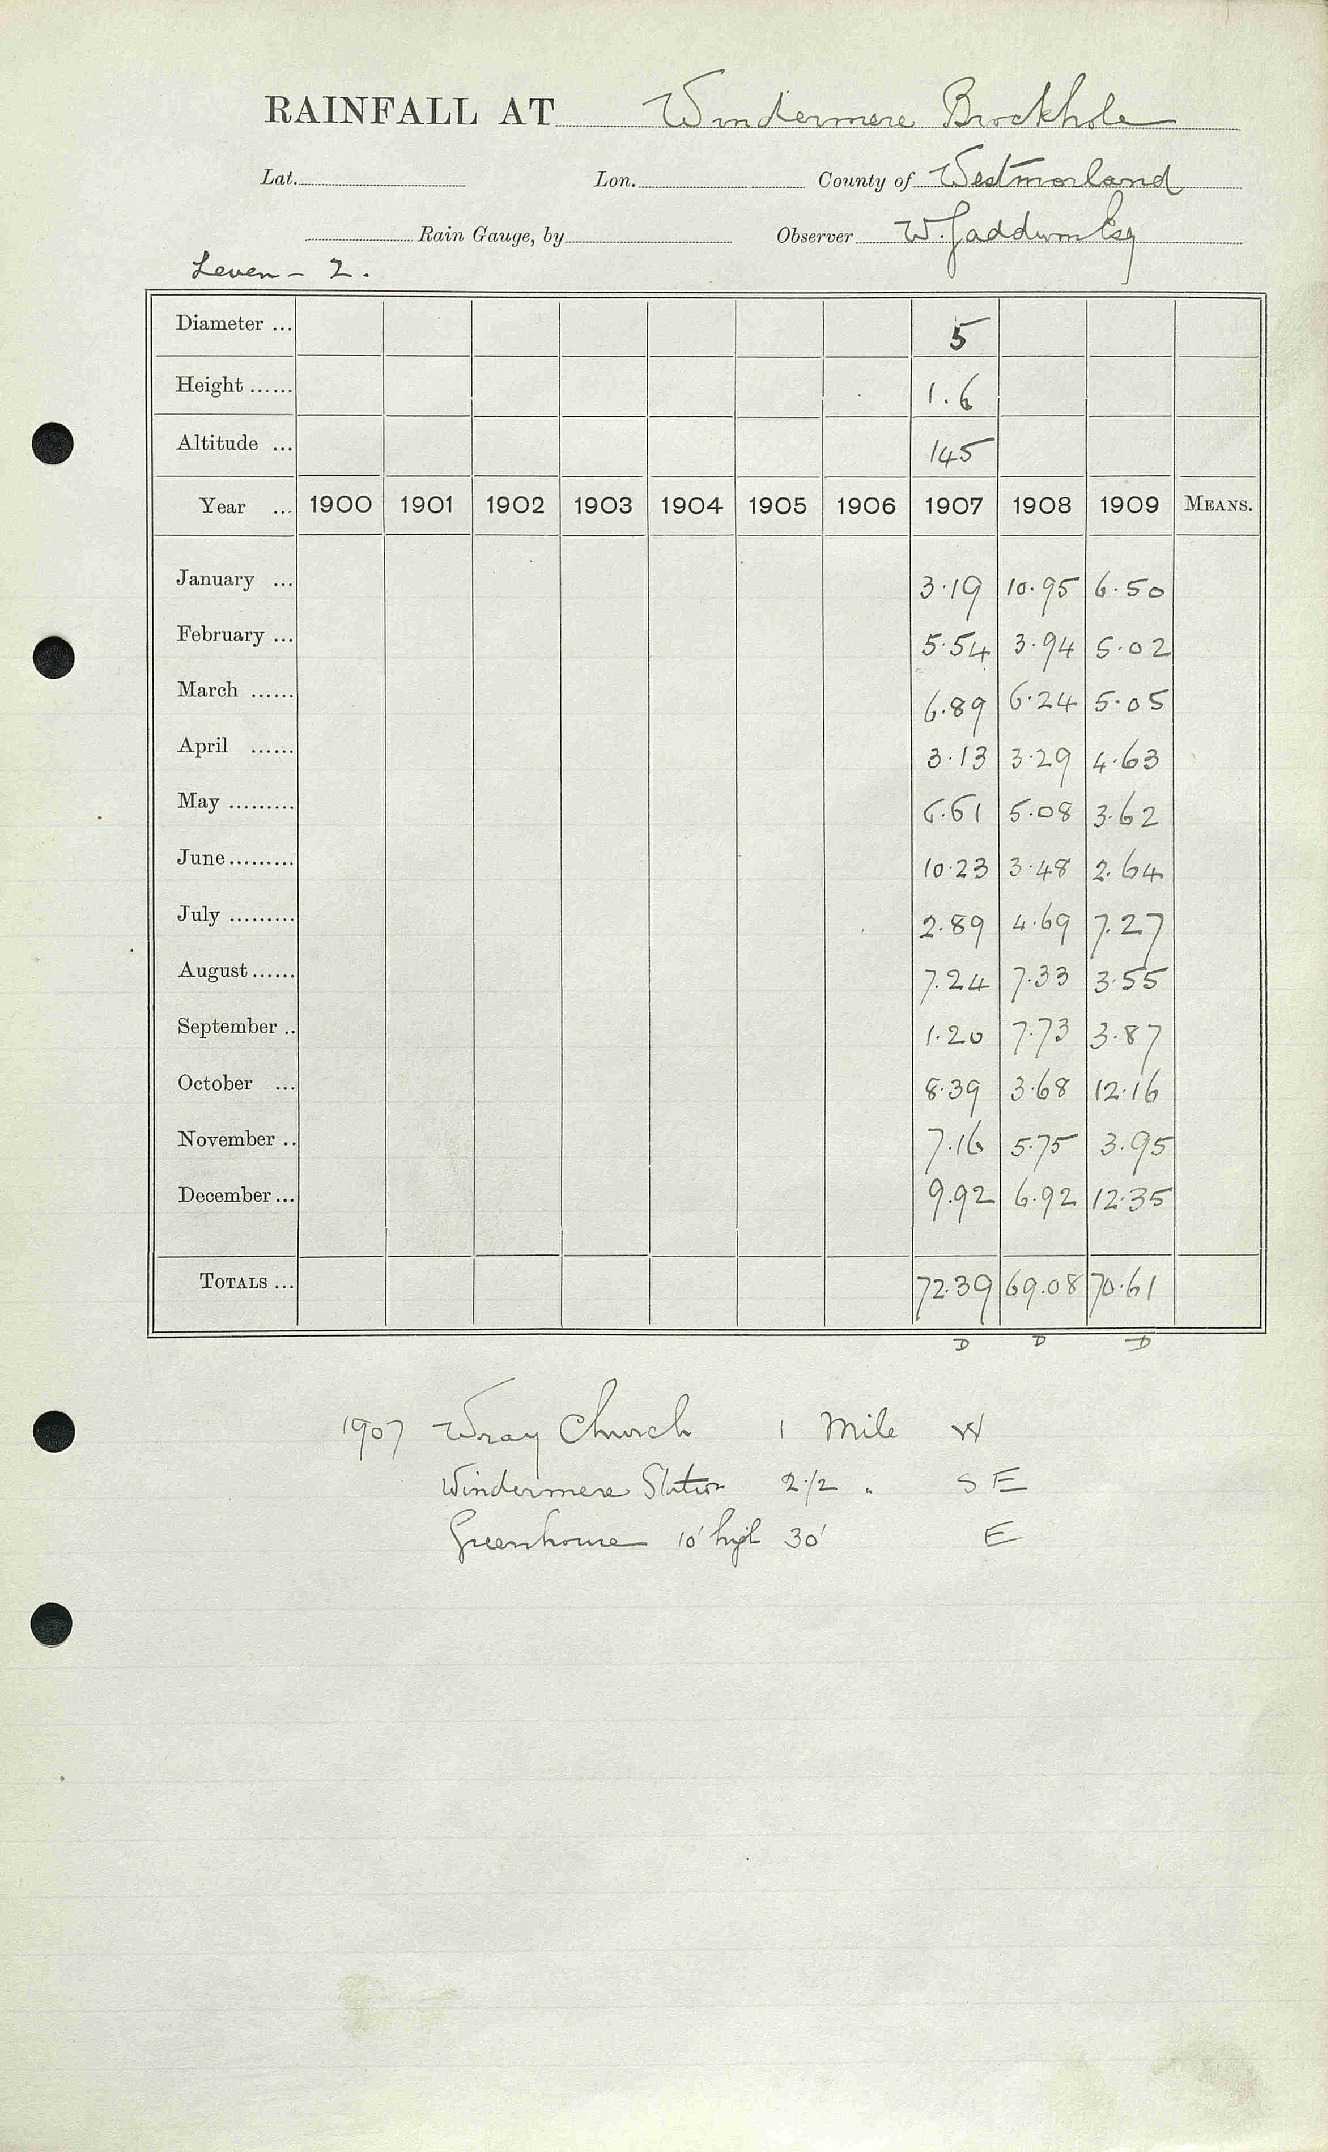 RAINFALL AT Windermere Brockhole
Lat. Lon. County of Westmorland
Rain Gauge, by Observer W. Gaddum Esq
Leven - 2.
Diameter ... 5
Height ...... 1.6
Altitude ... 145
Year ... 1900 1901 1902 1903 1904 1905 1906 1907 1908 1909 MEANS.
January ... 3.19 10.95 6.50
February ... 5.54 3.94 5.02
March ...... 6.89 6.24 5.05
April ...... 3.13 3.29 4.63
May ......... 6.61 5.08 3.62
June ......... 10.23 3.48 2.64
July ......... 2.89 4.69 7.27
August ...... 7.24 7.33 3.55
September .. 1.20 7.73 3.87
October ... 8.39 3.68 12.16
November .. 7.16 5.75 3.95
December ... 9.92 6.92 12.35
TOTALS ... 72.39 69.08 70.61
D D D
1907 Wray Church 1 Mile W
Windermere Station 2 1/2 " S E
Greenhouse 10' high 30' E